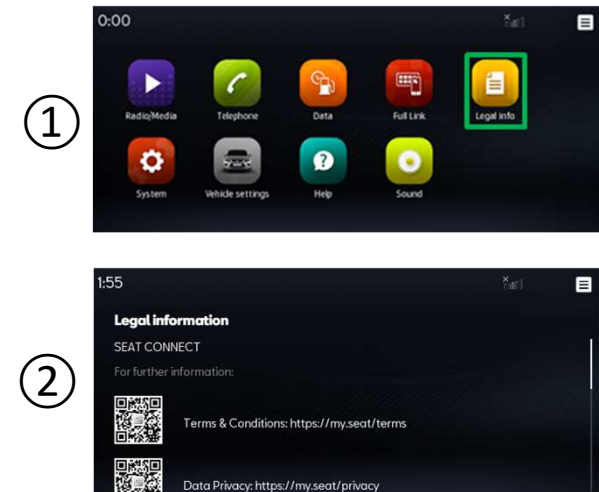 0:00
1
Radio/Media
Telephone
Data
Full Link
Legal info
System
Vehicle settings
Help
Sound
1:55
Legal information
2
SEAT CONNECT
For further information:
Terms & Conditions: https://my.seat/terms
Data Privacy: https://my.seat/privacy